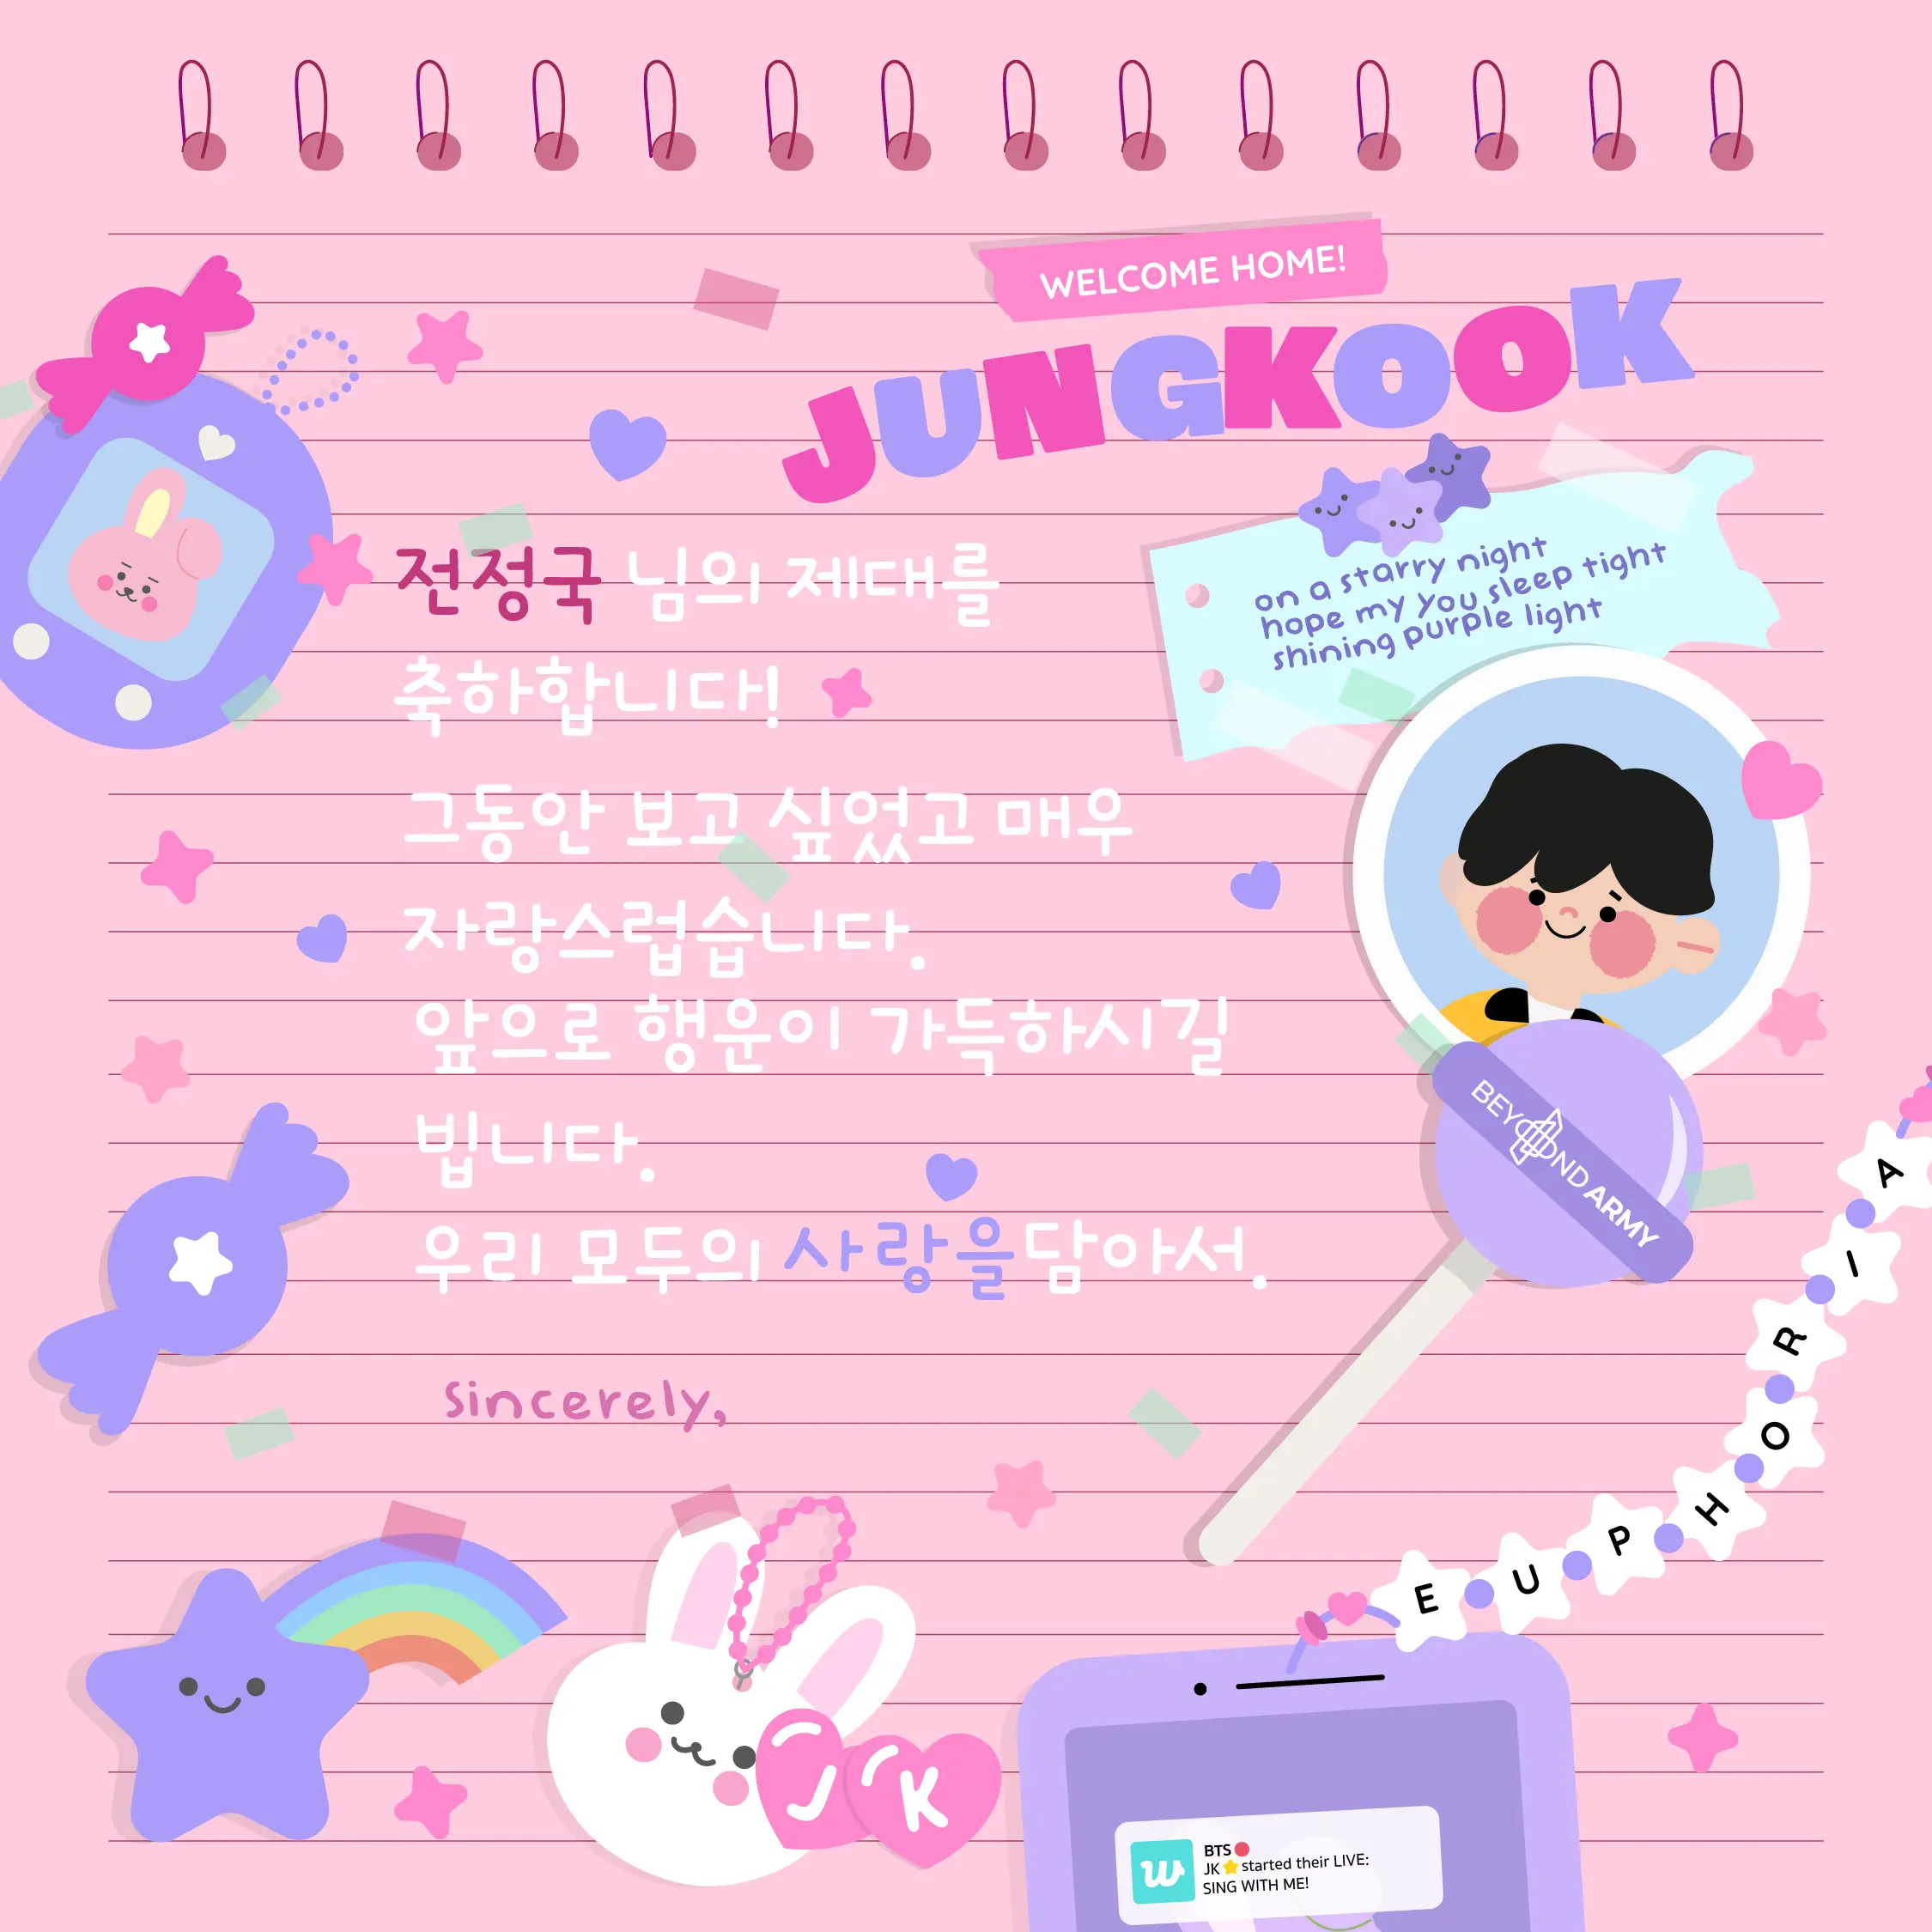 WELCOME HOME!
JUNGKOOK
on a starry night
hope my you sleep tight
shining purple light
전정국 님의 제대를
축하합니다!
그동안 보고 싶었고 매우
자랑스럽습니다.
앞으로 행운이 가득하시길
빕니다.
우리 모두의 사랑을담아서.
sincerely,
BEYOND ARMY
EUPHORIA
J K
w
BTS
JK started their LIVE:
SING WITH ME!